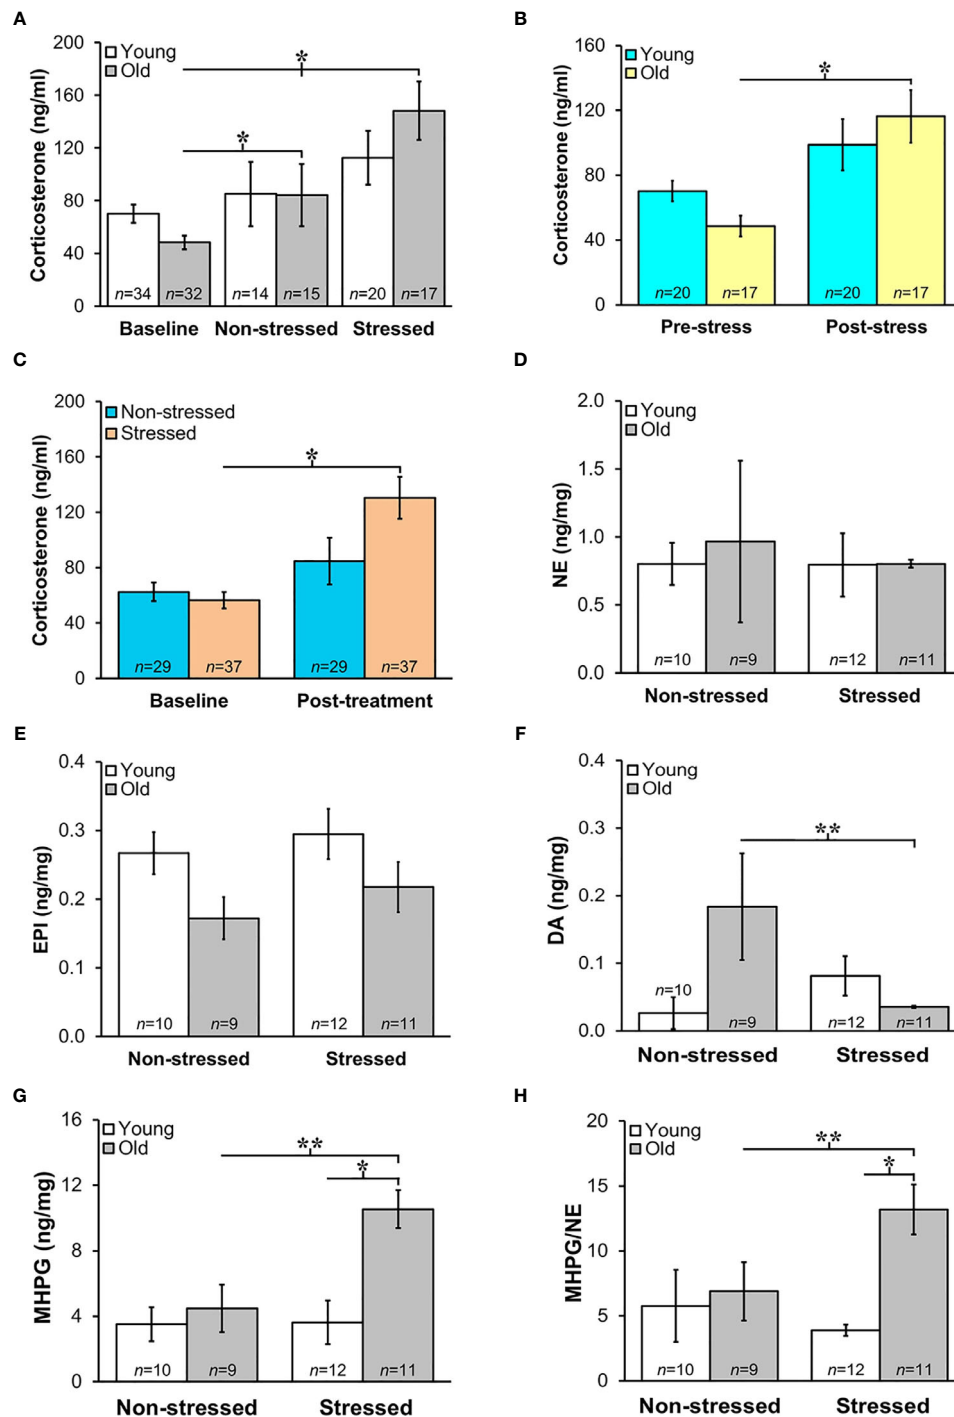 A
Corticosterone (ng/ml)
200
160
120
80
40
0
Young
Old
*
*
n=34
n=32
n=14
n=15
n=20
n=17
Baseline
Non-stressed
Stressed
B
Corticosterone (ng/ml)
160
120
80
40
0
Young
Old
*
n=20
n=17
n=20
n=17
Pre-stress
Post-stress
C
Corticosterone (ng/ml)
200
160
120
80
40
0
Non-stressed
Stressed
*
n=29
n=37
n=29
n=37
Baseline
Post-treatment
D
NE (ng/mg)
2.0
1.5
1.0
0.5
0.0
Young
Old
n=10
n=9
n=12
n=11
Non-stressed
Stressed
E
EPI (ng/mg)
0.4
0.3
0.2
0.1
0.0
Young
Old
n=10
n=9
n=12
n=11
Non-stressed
Stressed
F
DA (ng/mg)
0.4
0.3
0.2
0.1
0.0
Young
Old
**
n=10
n=9
n=12
n=11
Non-stressed
Stressed
G
MHPG (ng/mg)
16
12
8
4
0
Young
Old
**
*
n=10
n=9
n=12
n=11
Non-stressed
Stressed
H
MHPG/NE
20
15
10
5
0
Young
Old
**
*
n=10
n=9
n=12
n=11
Non-stressed
Stressed